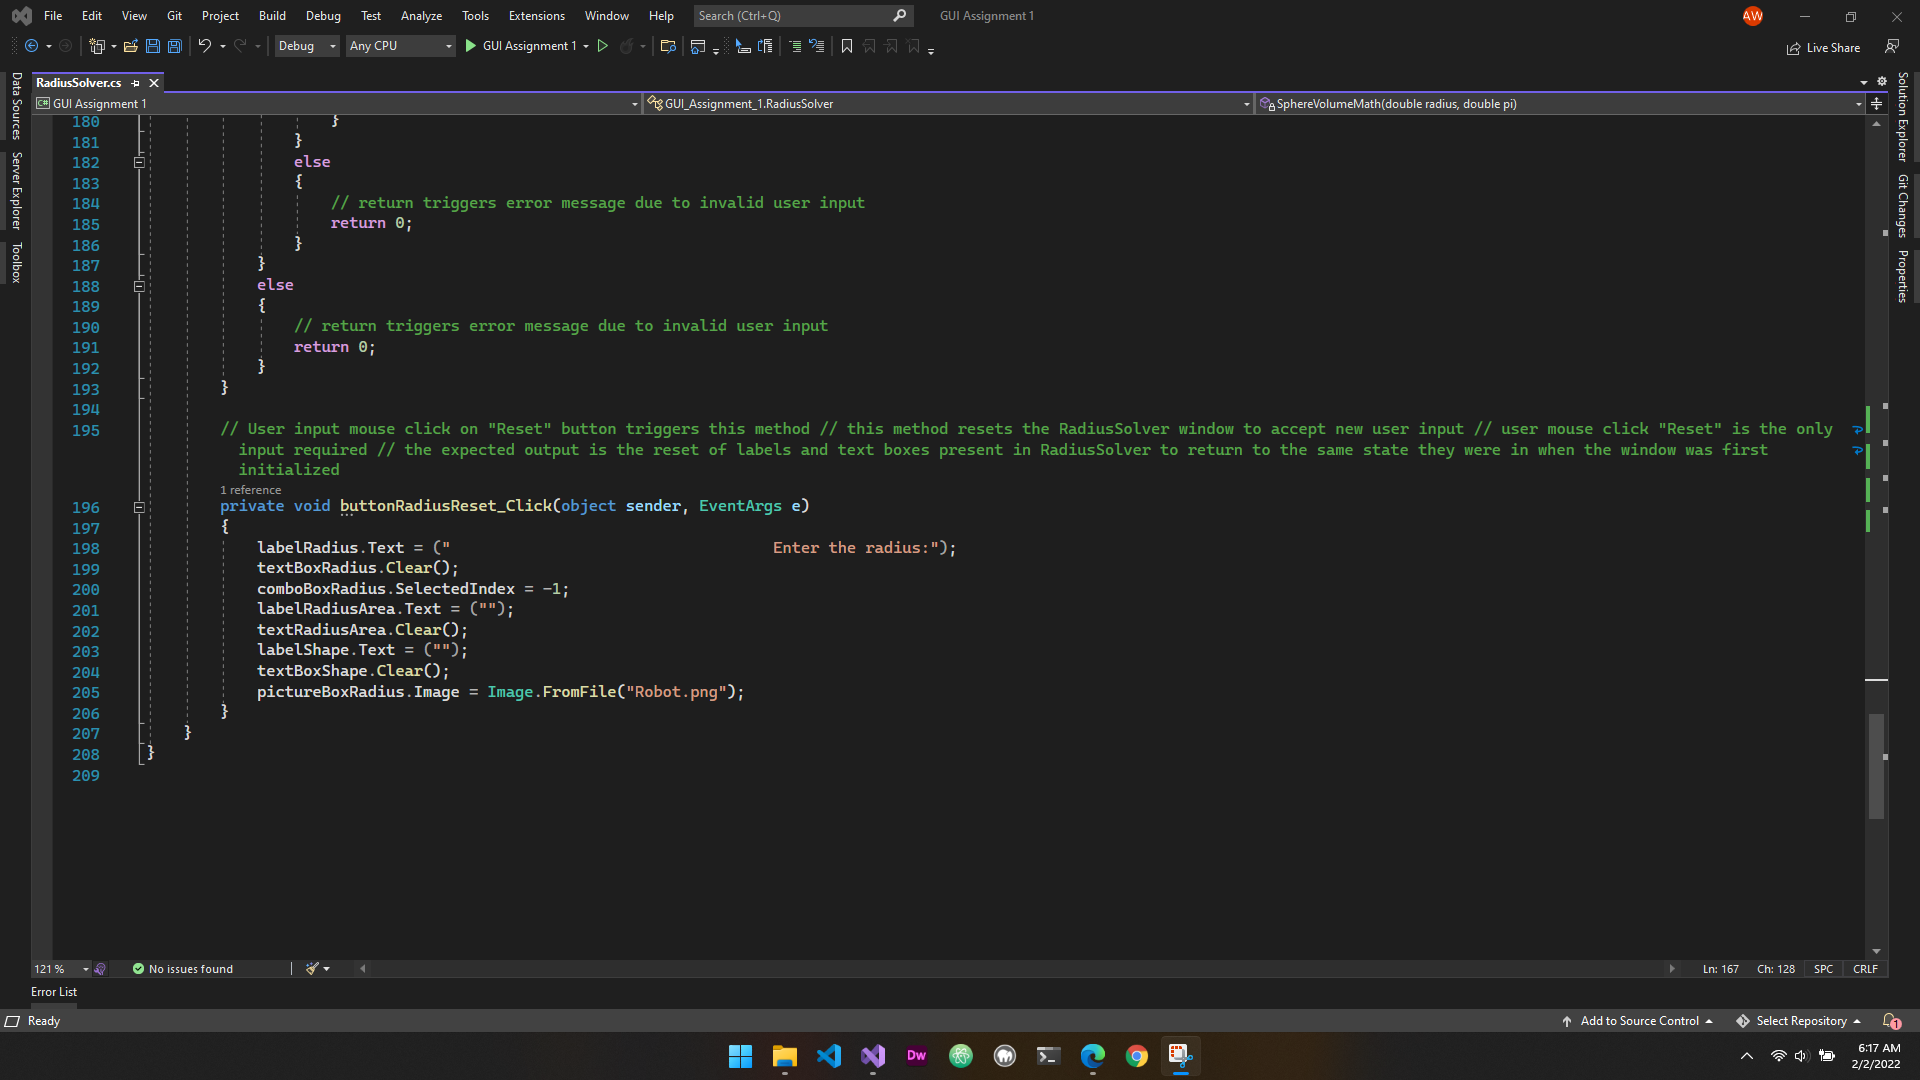 File Edit View Git Project Build Debug Test Analyze Tools Extensions Window Help Search (Ctrl+Q) GUI Assignment 1 AW
Debug Any CPU GUI Assignment 1 Live Share
RadiusSolver.cs
C# GUI Assignment 1 GUI_Assignment_1.RadiusSolver SphereVolumeMath(double radius, double pi)
Data Sources
Server Explorer
Toolbox
180 }
181 }
182 else
183 {
184 // return triggers error message due to invalid user input
185 return 0;
186 }
187 }
188 else
189 {
190 // return triggers error message due to invalid user input
191 return 0;
192 }
193 }
194
195 // User input mouse click on "Reset" button triggers this method // this method resets the RadiusSolver window to accept new user input // user mouse click "Reset" is the only
input required // the expected output is the reset of labels and text boxes present in RadiusSolver to return to the same state they were in when the window was first
initialized
1 reference
196 private void buttonRadiusReset_Click(object sender, EventArgs e)
197 {
198 labelRadius.Text = ("                                   Enter the radius:");
199 textBoxRadius.Clear();
200 comboBoxRadius.SelectedIndex = -1;
201 labelRadiusArea.Text = ("");
202 textRadiusArea.Clear();
203 labelShape.Text = ("");
204 textBoxShape.Clear();
205 pictureBoxRadius.Image = Image.FromFile("Robot.png");
206 }
207 }
208 }
209
Solution Explorer
Git Changes
Properties
121 % No issues found Ln: 167 Ch: 128 SPC CRLF
Error List
Ready Add to Source Control Select Repository 1
Dw
6:17 AM
2/2/2022